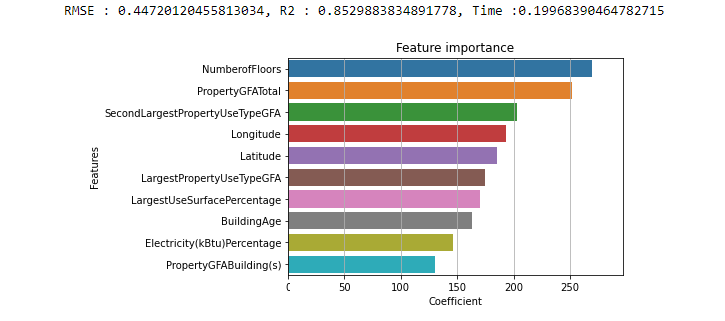 RMSE : 0.44720120455813034, R2 : 0.8529883834891778, Time :0.19968390464782715
Feature importance
Features
NumberofFloors
PropertyGFATotal
SecondLargestPropertyUseTypeGFA
Longitude
Latitude
LargestPropertyUseTypeGFA
LargestUseSurfacePercentage
BuildingAge
Electricity(kBtu)Percentage
PropertyGFABuilding(s)
0 50 100 150 200 250
Coefficient